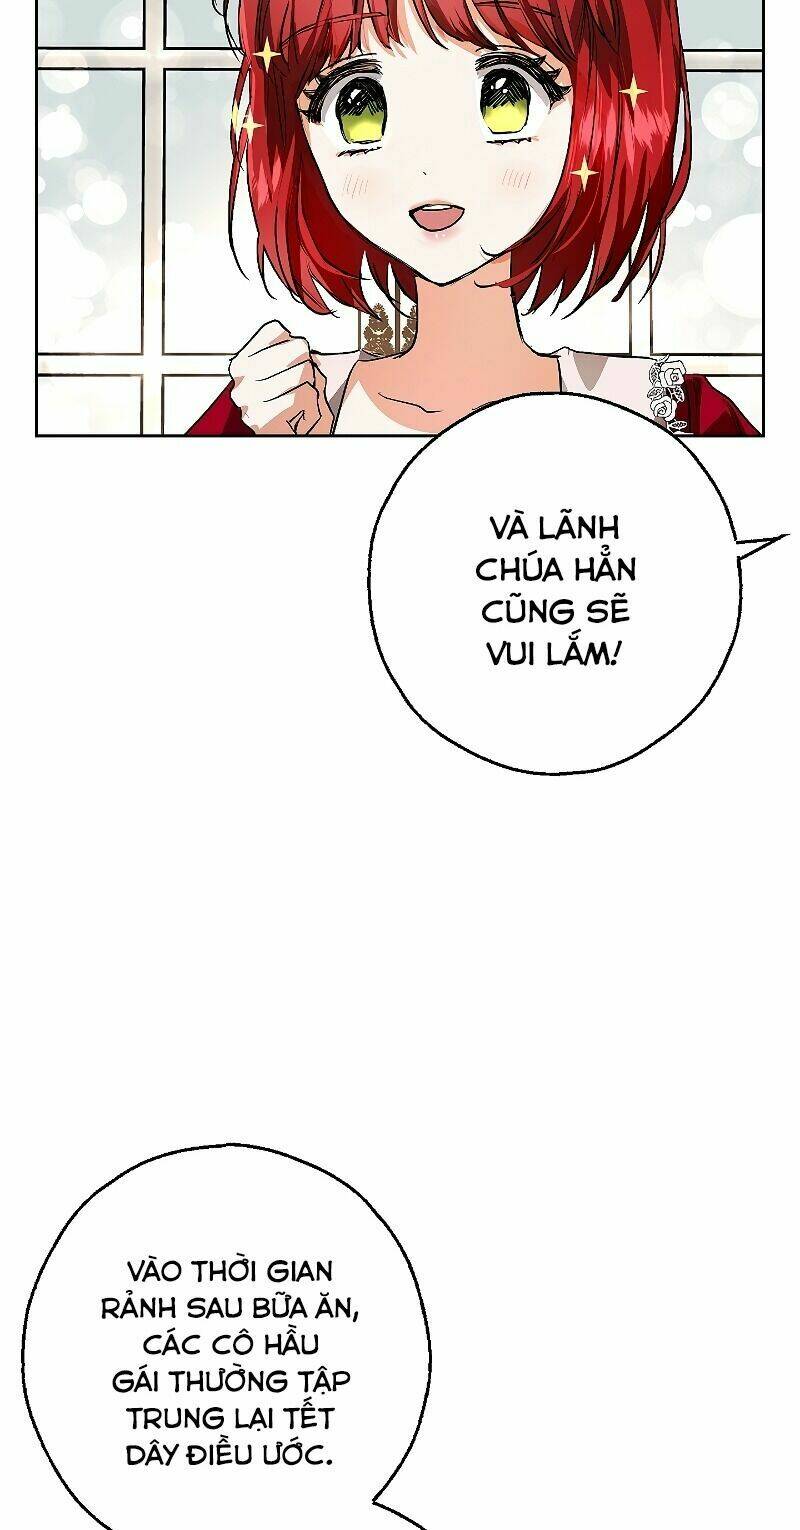 VÀ LÃNH
CHÚA HẲN
CŨNG SẼ
VUI LẮM!
VÀO THỜI GIAN
RẢNH SAU BỮA ĂN,
CÁC CÔ HẦU
GÁI THƯỜNG TẬP
TRUNG LẠI TẾT
DÂY ĐIỀU ƯỚC.